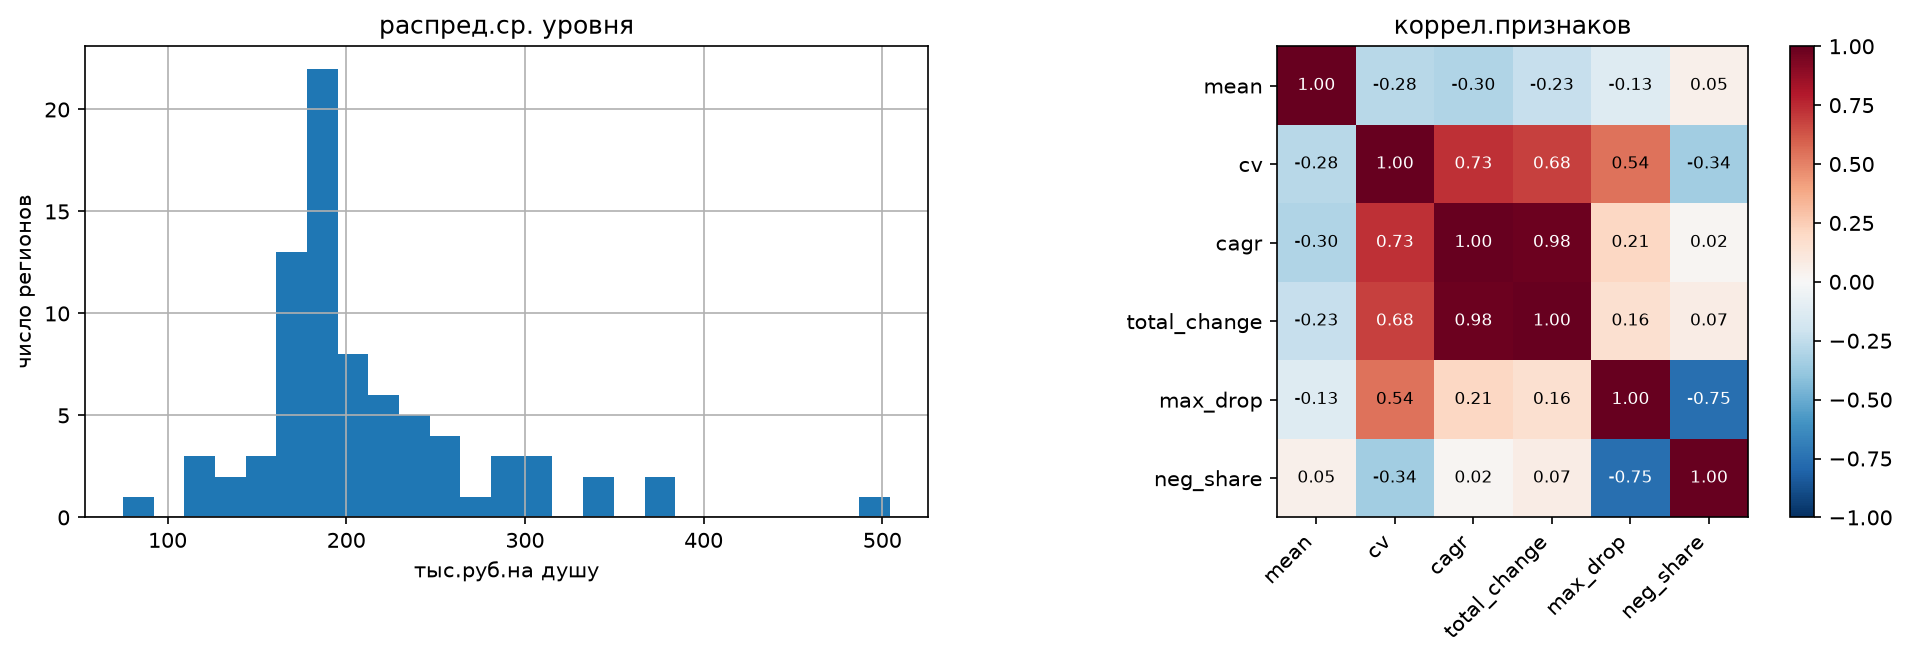 распред.ср. уровня
число регионов
20
15
10
5
0
100 200 300 400 500
тыс.руб.на душу
коррел.признаков
mean 1.00 -0.28 -0.30 -0.23 -0.13 0.05
cv -0.28 1.00 0.73 0.68 0.54 -0.34
cagr -0.30 0.73 1.00 0.98 0.21 0.02
total_change -0.23 0.68 0.98 1.00 0.16 0.07
max_drop -0.13 0.54 0.21 0.16 1.00 -0.75
neg_share 0.05 -0.34 0.02 0.07 -0.75 1.00
mean cv cagr total_change max_drop neg_share
1.00
0.75
0.50
0.25
0.00
−0.25
−0.50
−0.75
−1.00